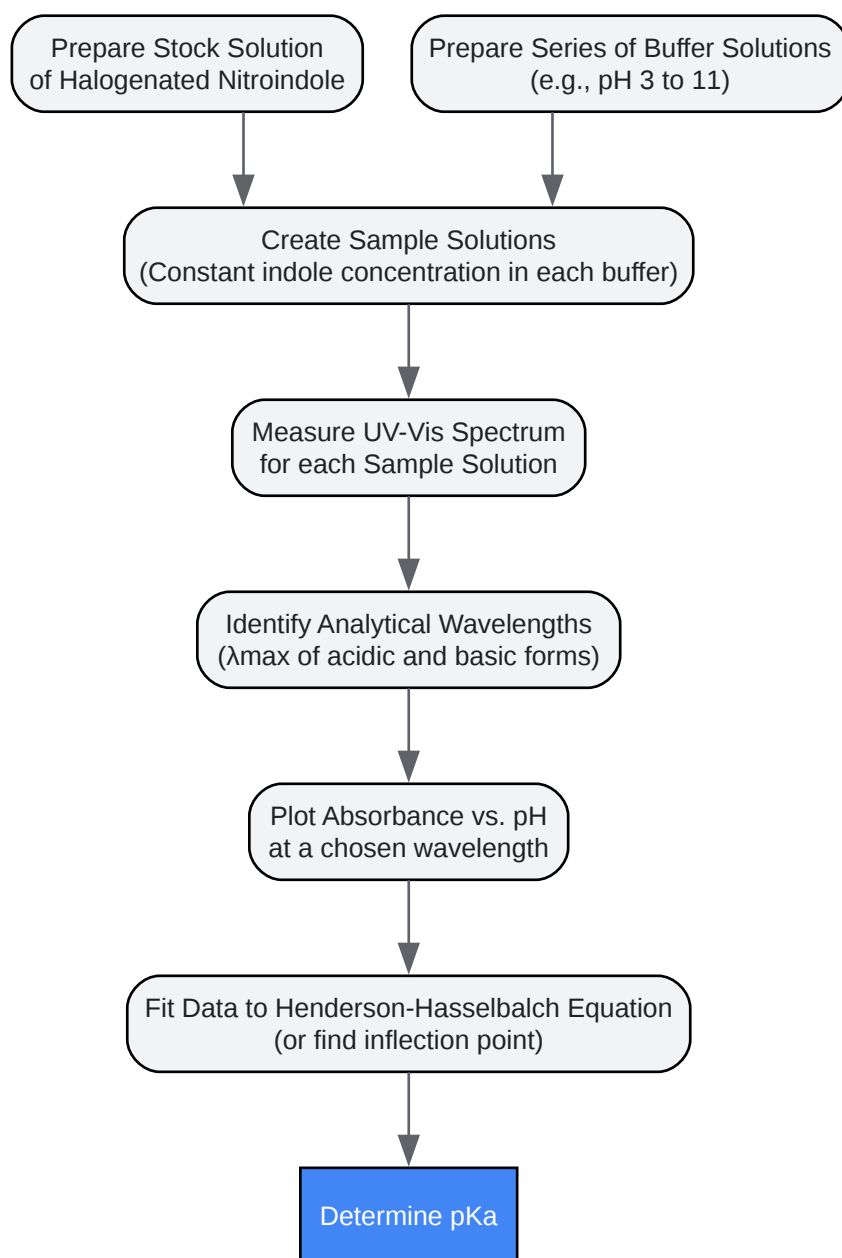 Prepare Stock Solution
of Halogenated Nitroindole
Prepare Series of Buffer Solutions
(e.g., pH 3 to 11)
Create Sample Solutions
(Constant indole concentration in each buffer)
Measure UV-Vis Spectrum
for each Sample Solution
Identify Analytical Wavelengths
(λmax of acidic and basic forms)
Plot Absorbance vs. pH
at a chosen wavelength
Fit Data to Henderson-Hasselbalch Equation
(or find inflection point)
Determine pKa